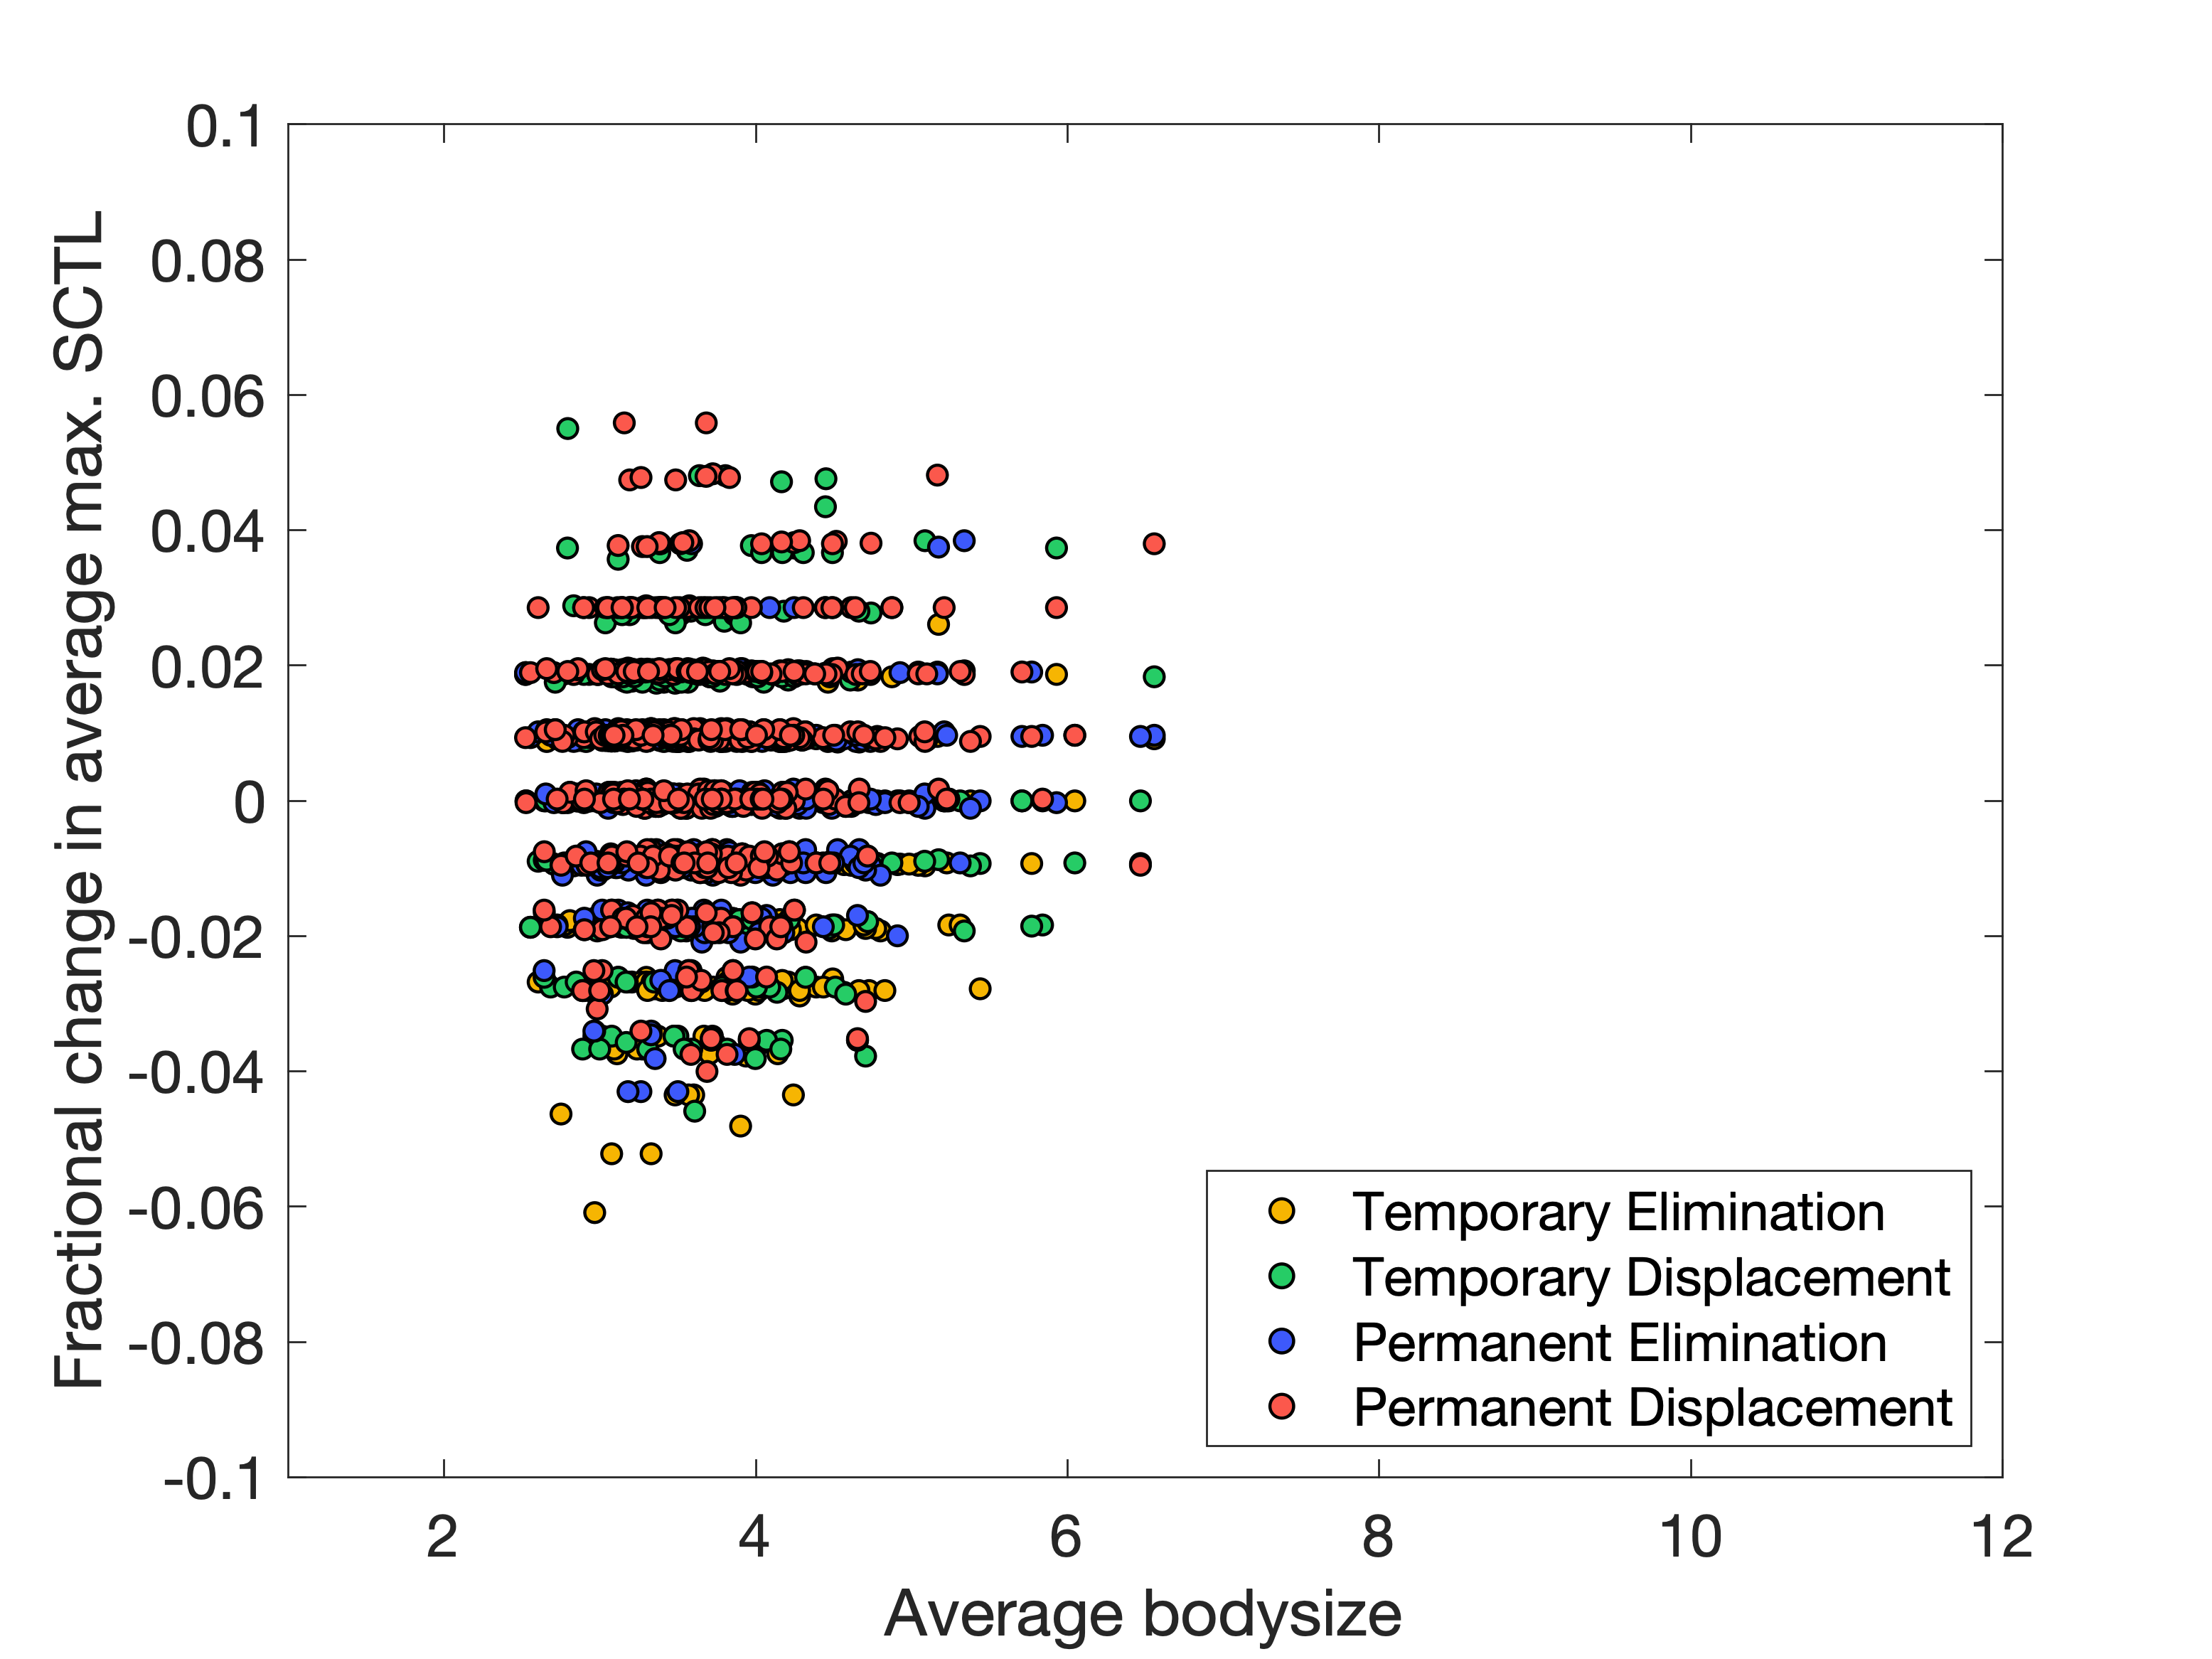 Fractional change in average max. SCTL
0.1
0.08
0.06
0.04
0.02
0
-0.02
-0.04
-0.06
-0.08
-0.1
Temporary Elimination
Temporary Displacement
Permanent Elimination
Permanent Displacement
2 4 6 8 10 12
Average bodysize